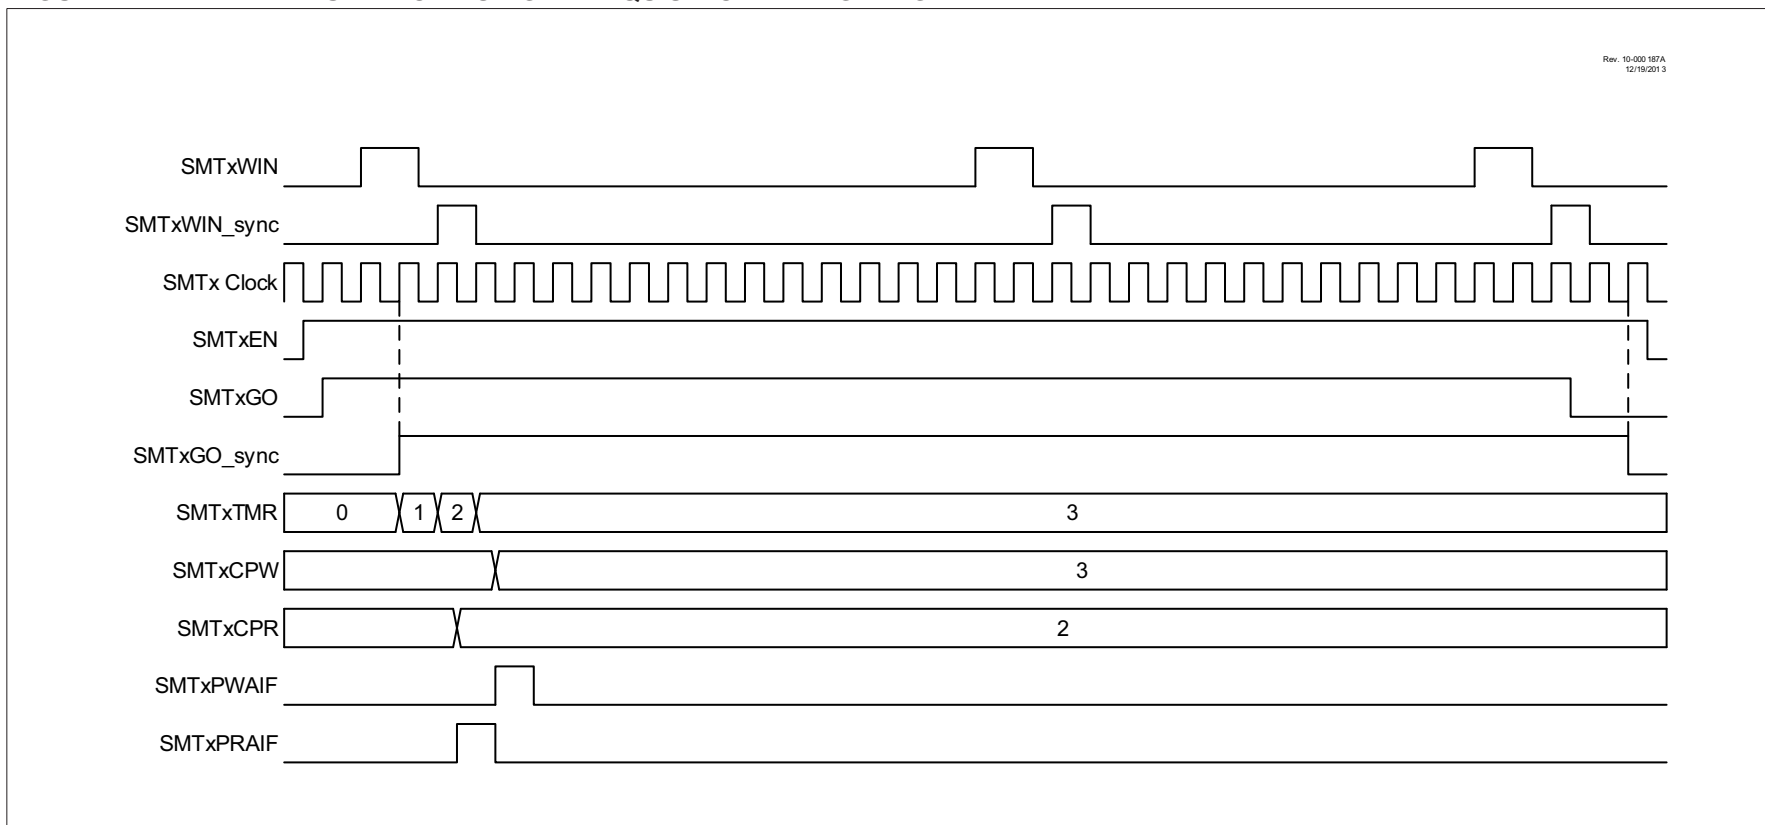 Rev. 10-000 187A
12/19/201 3
SMTxWIN
SMTxWIN_sync
SMTx Clock
SMTxEN
SMTxGO
SMTxGO_sync
SMTxTMR 0 1 2 3
SMTxCPW 3
SMTxCPR 2
SMTxPWAIF
SMTxPRAIF